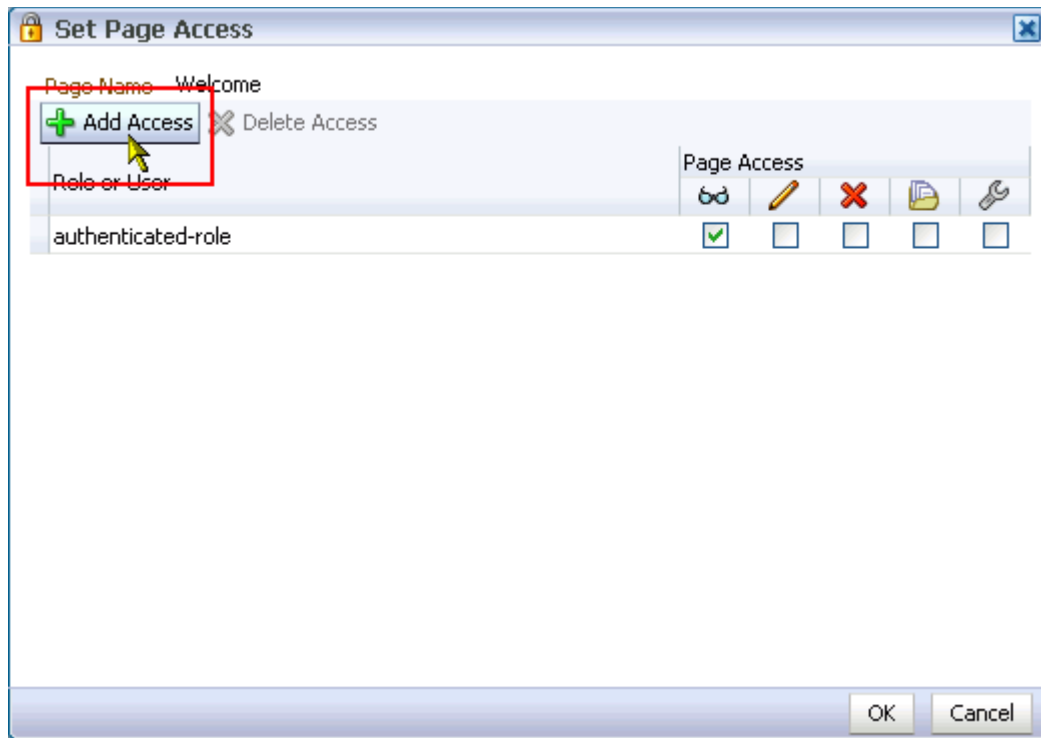 Set Page Access
Page Name Welcome
Add Access Delete Access
Role or User
Page Access
authenticated-role
OK Cancel